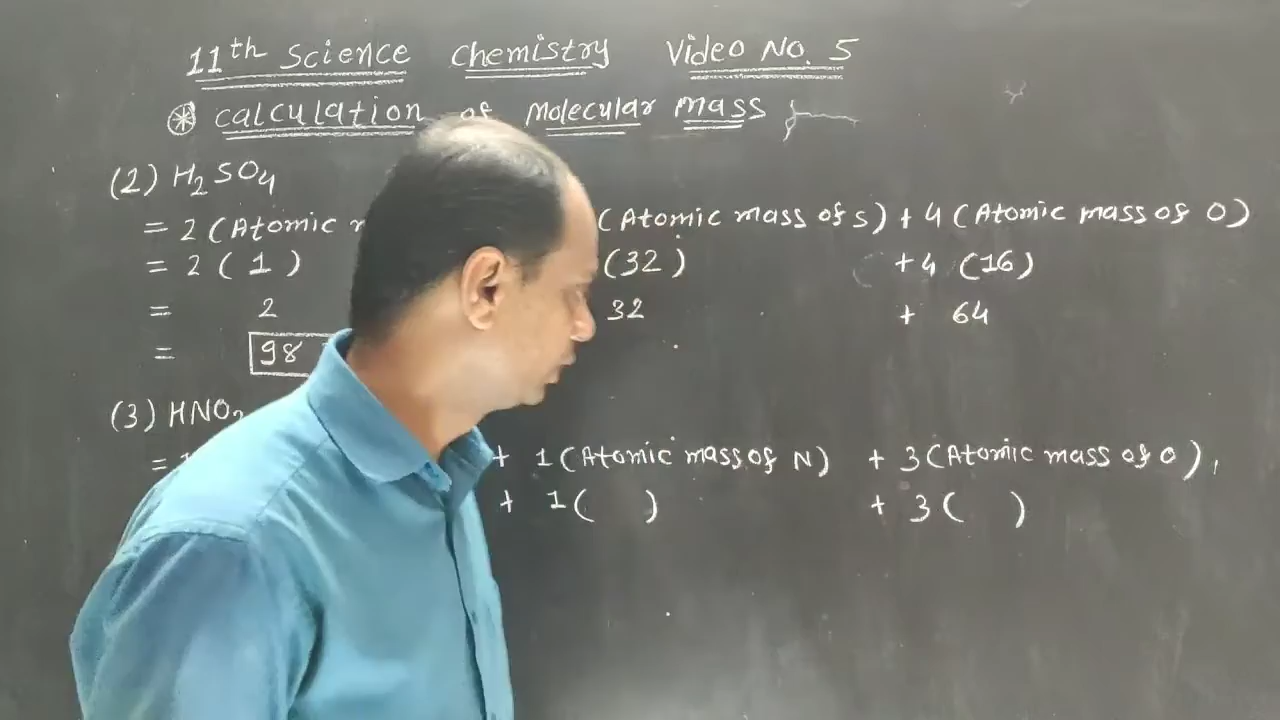 11th Science Chemistry Video No. 5
* calculation of Molecular Mass
(2) H₂SO₄
= 2 (Atomic (Atomic mass of s) + 4 (Atomic mass of O)
= 2 ( 1 ) (32) +4 (16)
= 2 32 + 64
= 98
(3) HNO
= + 1 (Atomic mass of N) + 3 (Atomic mass of O)
+ 1 ( ) + 3 ( )